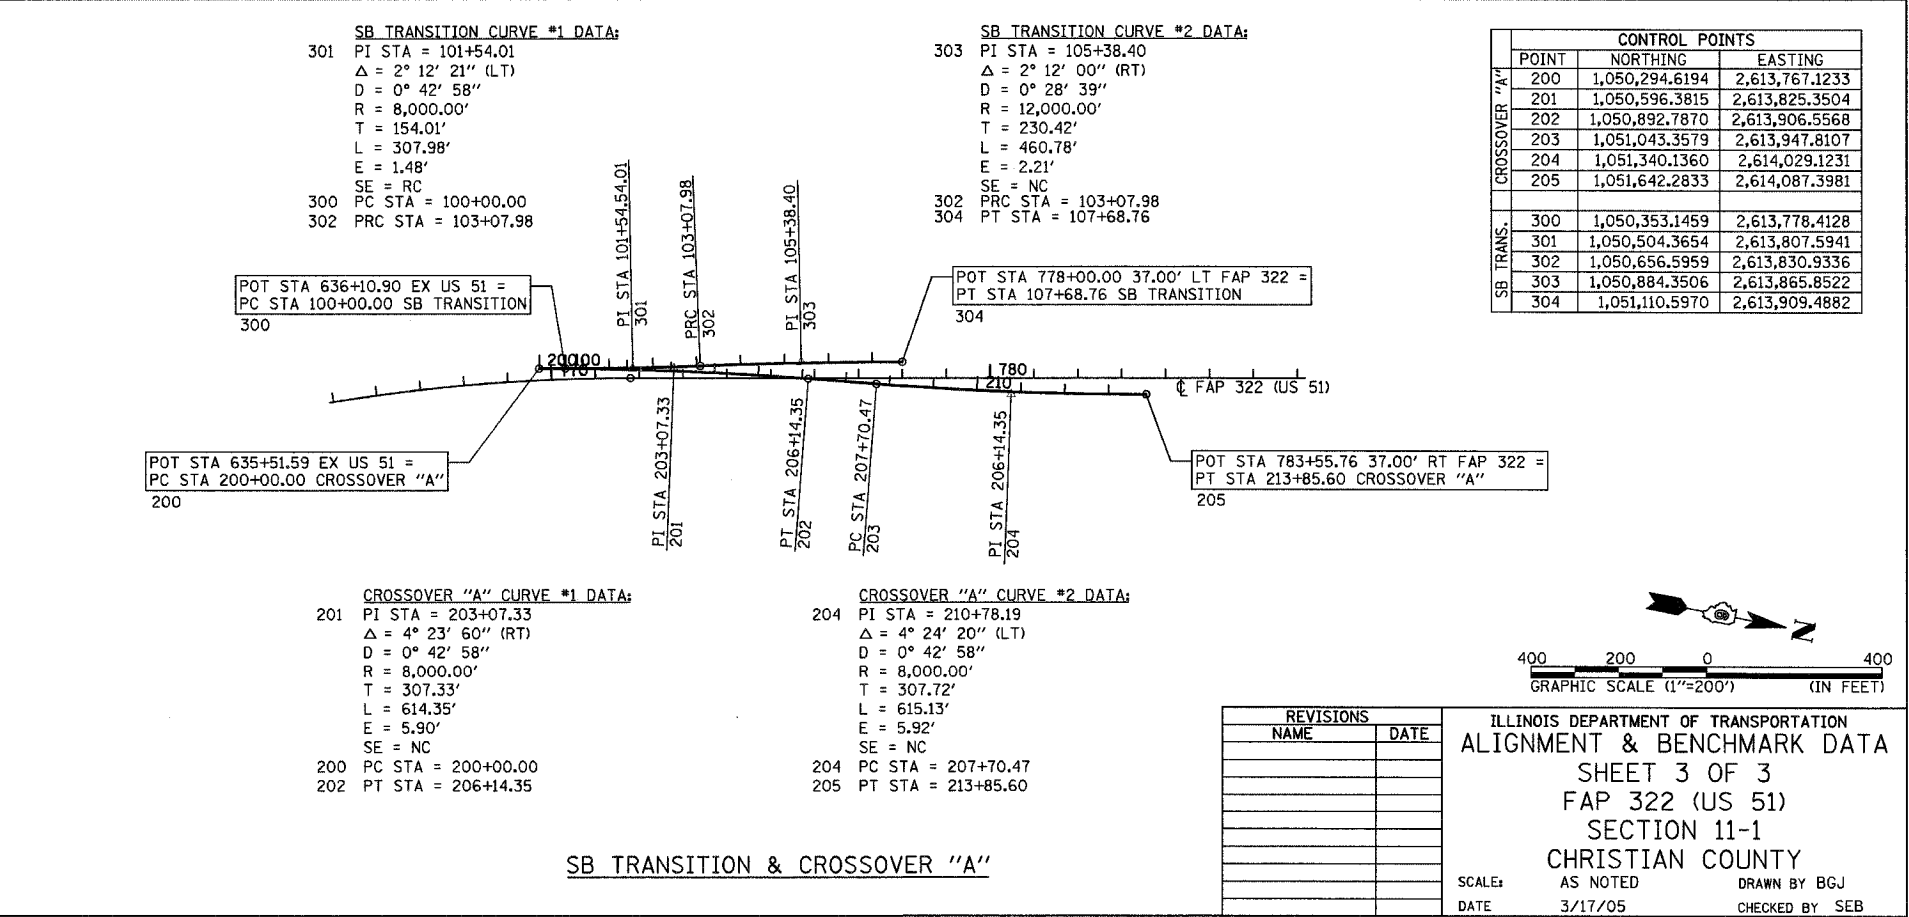 SB TRANSITION CURVE #1 DATA:
301 PI STA = 101+54.01
Δ = 2° 12' 21" (LT)
D = 0° 42' 58"
R = 8,000.00'
T = 154.01'
L = 307.98'
E = 1.48'
SE = RC
300 PC STA = 100+00.00
302 PRC STA = 103+07.98
SB TRANSITION CURVE #2 DATA:
303 PI STA = 105+38.40
Δ = 2° 12' 00" (RT)
D = 0° 28' 39"
R = 12,000.00'
T = 230.42'
L = 460.78'
E = 2.21'
SE = NC
302 PRC STA = 103+07.98
304 PT STA = 107+68.76
CONTROL POINTS
POINT NORTHING EASTING
CROSSOVER "A"
200 1,050,294.6194 2,613,767.1233
201 1,050,596.3815 2,613,825.3504
202 1,050,892.7870 2,613,906.5568
203 1,051,043.3579 2,613,947.8107
204 1,051,340.1360 2,614,029.1231
205 1,051,642.2833 2,614,087.3981
SB TRANS.
300 1,050,353.1459 2,613,778.4128
301 1,050,504.3654 2,613,807.5941
302 1,050,656.5959 2,613,830.9336
303 1,050,884.3506 2,613,865.8522
304 1,051,110.5970 2,613,909.4882
POT STA 636+10.90 EX US 51 =
PC STA 100+00.00 SB TRANSITION
300
PI STA 101+54.54.01
301
PRC STA 103+07.98
302
PI STA 105+38.40
303
POT STA 778+00.00 37.00' LT FAP 322 =
PT STA 107+68.76 SB TRANSITION
304
200
100
770
780
210
℄ FAP 322 (US 51)
POT STA 635+51.59 EX US 51 =
PC STA 200+00.00 CROSSOVER "A"
200
PI STA 203+07.33
201
PT STA 206+14.35
202
PC STA 207+70.47
203
PI STA 206+14.35
204
POT STA 783+55.76 37.00' RT FAP 322 =
PT STA 213+85.60 CROSSOVER "A"
205
CROSSOVER "A" CURVE #1 DATA:
201 PI STA = 203+07.33
Δ = 4° 23' 60" (RT)
D = 0° 42' 58"
R = 8,000.00'
T = 307.33'
L = 614.35'
E = 5.90'
SE = NC
200 PC STA = 200+00.00
202 PT STA = 206+14.35
CROSSOVER "A" CURVE #2 DATA:
204 PI STA = 210+78.19
Δ = 4° 24' 20" (LT)
D = 0° 42' 58"
R = 8,000.00'
T = 307.72'
L = 615.13'
E = 5.92'
SE = NC
204 PC STA = 207+70.47
205 PT STA = 213+85.60
SB TRANSITION & CROSSOVER "A"
N
400 200 0 400
GRAPHIC SCALE (1"=200') (IN FEET)
REVISIONS
NAME DATE
ILLINOIS DEPARTMENT OF TRANSPORTATION
ALIGNMENT & BENCHMARK DATA
SHEET 3 OF 3
FAP 322 (US 51)
SECTION 11-1
CHRISTIAN COUNTY
SCALE: AS NOTED DRAWN BY BGJ
DATE 3/17/05 CHECKED BY SEB